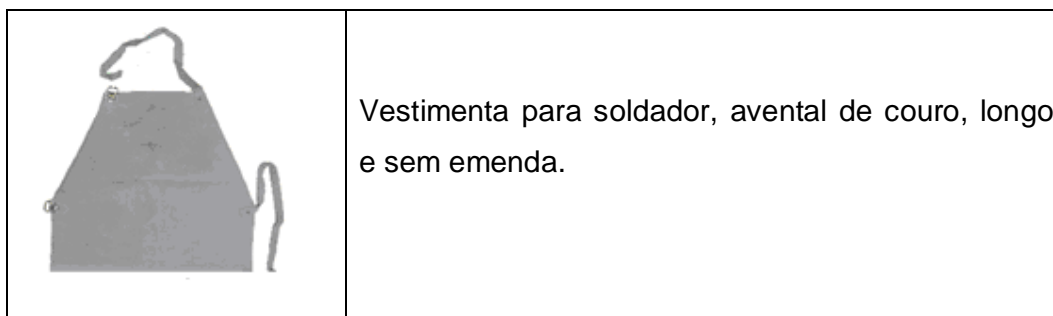 Vestimenta para soldador, avental de couro, longo
e sem emenda.